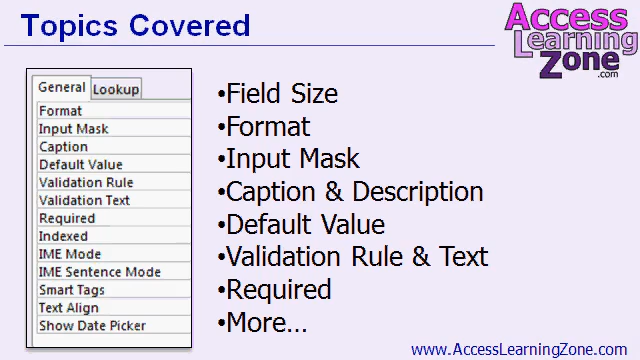 Topics Covered
Access
Learning
Zone
.com
General
Lookup
Format
Input Mask
Caption
Default Value
Validation Rule
Validation Text
Required
Indexed
IME Mode
IME Sentence Mode
Smart Tags
Text Align
Show Date Picker
•Field Size
•Format
•Input Mask
•Caption & Description
•Default Value
•Validation Rule & Text
•Required
•More...
www.AccessLearningZone.com